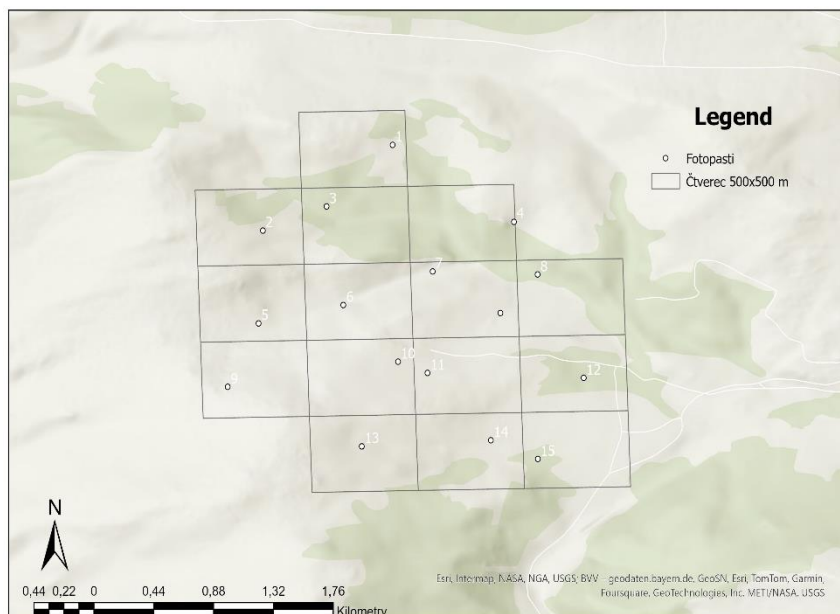 Legend
Fotopasti
Čtverec 500x500 m
1
2
3
4
5
6
7
8
9
10
11
12
13
14
15
N
0,44 0,22 0 0,44 0,88 1,32 1,76
Kilometry
Esri, Intermap, NASA, NGA, USGS; BVV - geodaten.bayern.de, GeoSN, Esri, TomTom, Garmin,
Foursquare, GeoTechnologies, Inc, METI/NASA, USGS